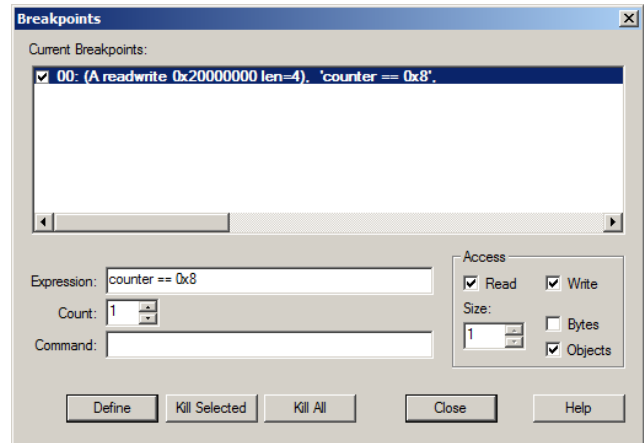 Breakpoints
Current Breakpoints:
00: (A readwrite 0x20000000 len=4),  'counter == 0x8',
Expression: counter == 0x8
Count: 1
Command:
Access
Read Write
Size:
1
Bytes
Objects
Define Kill Selected Kill All Close Help